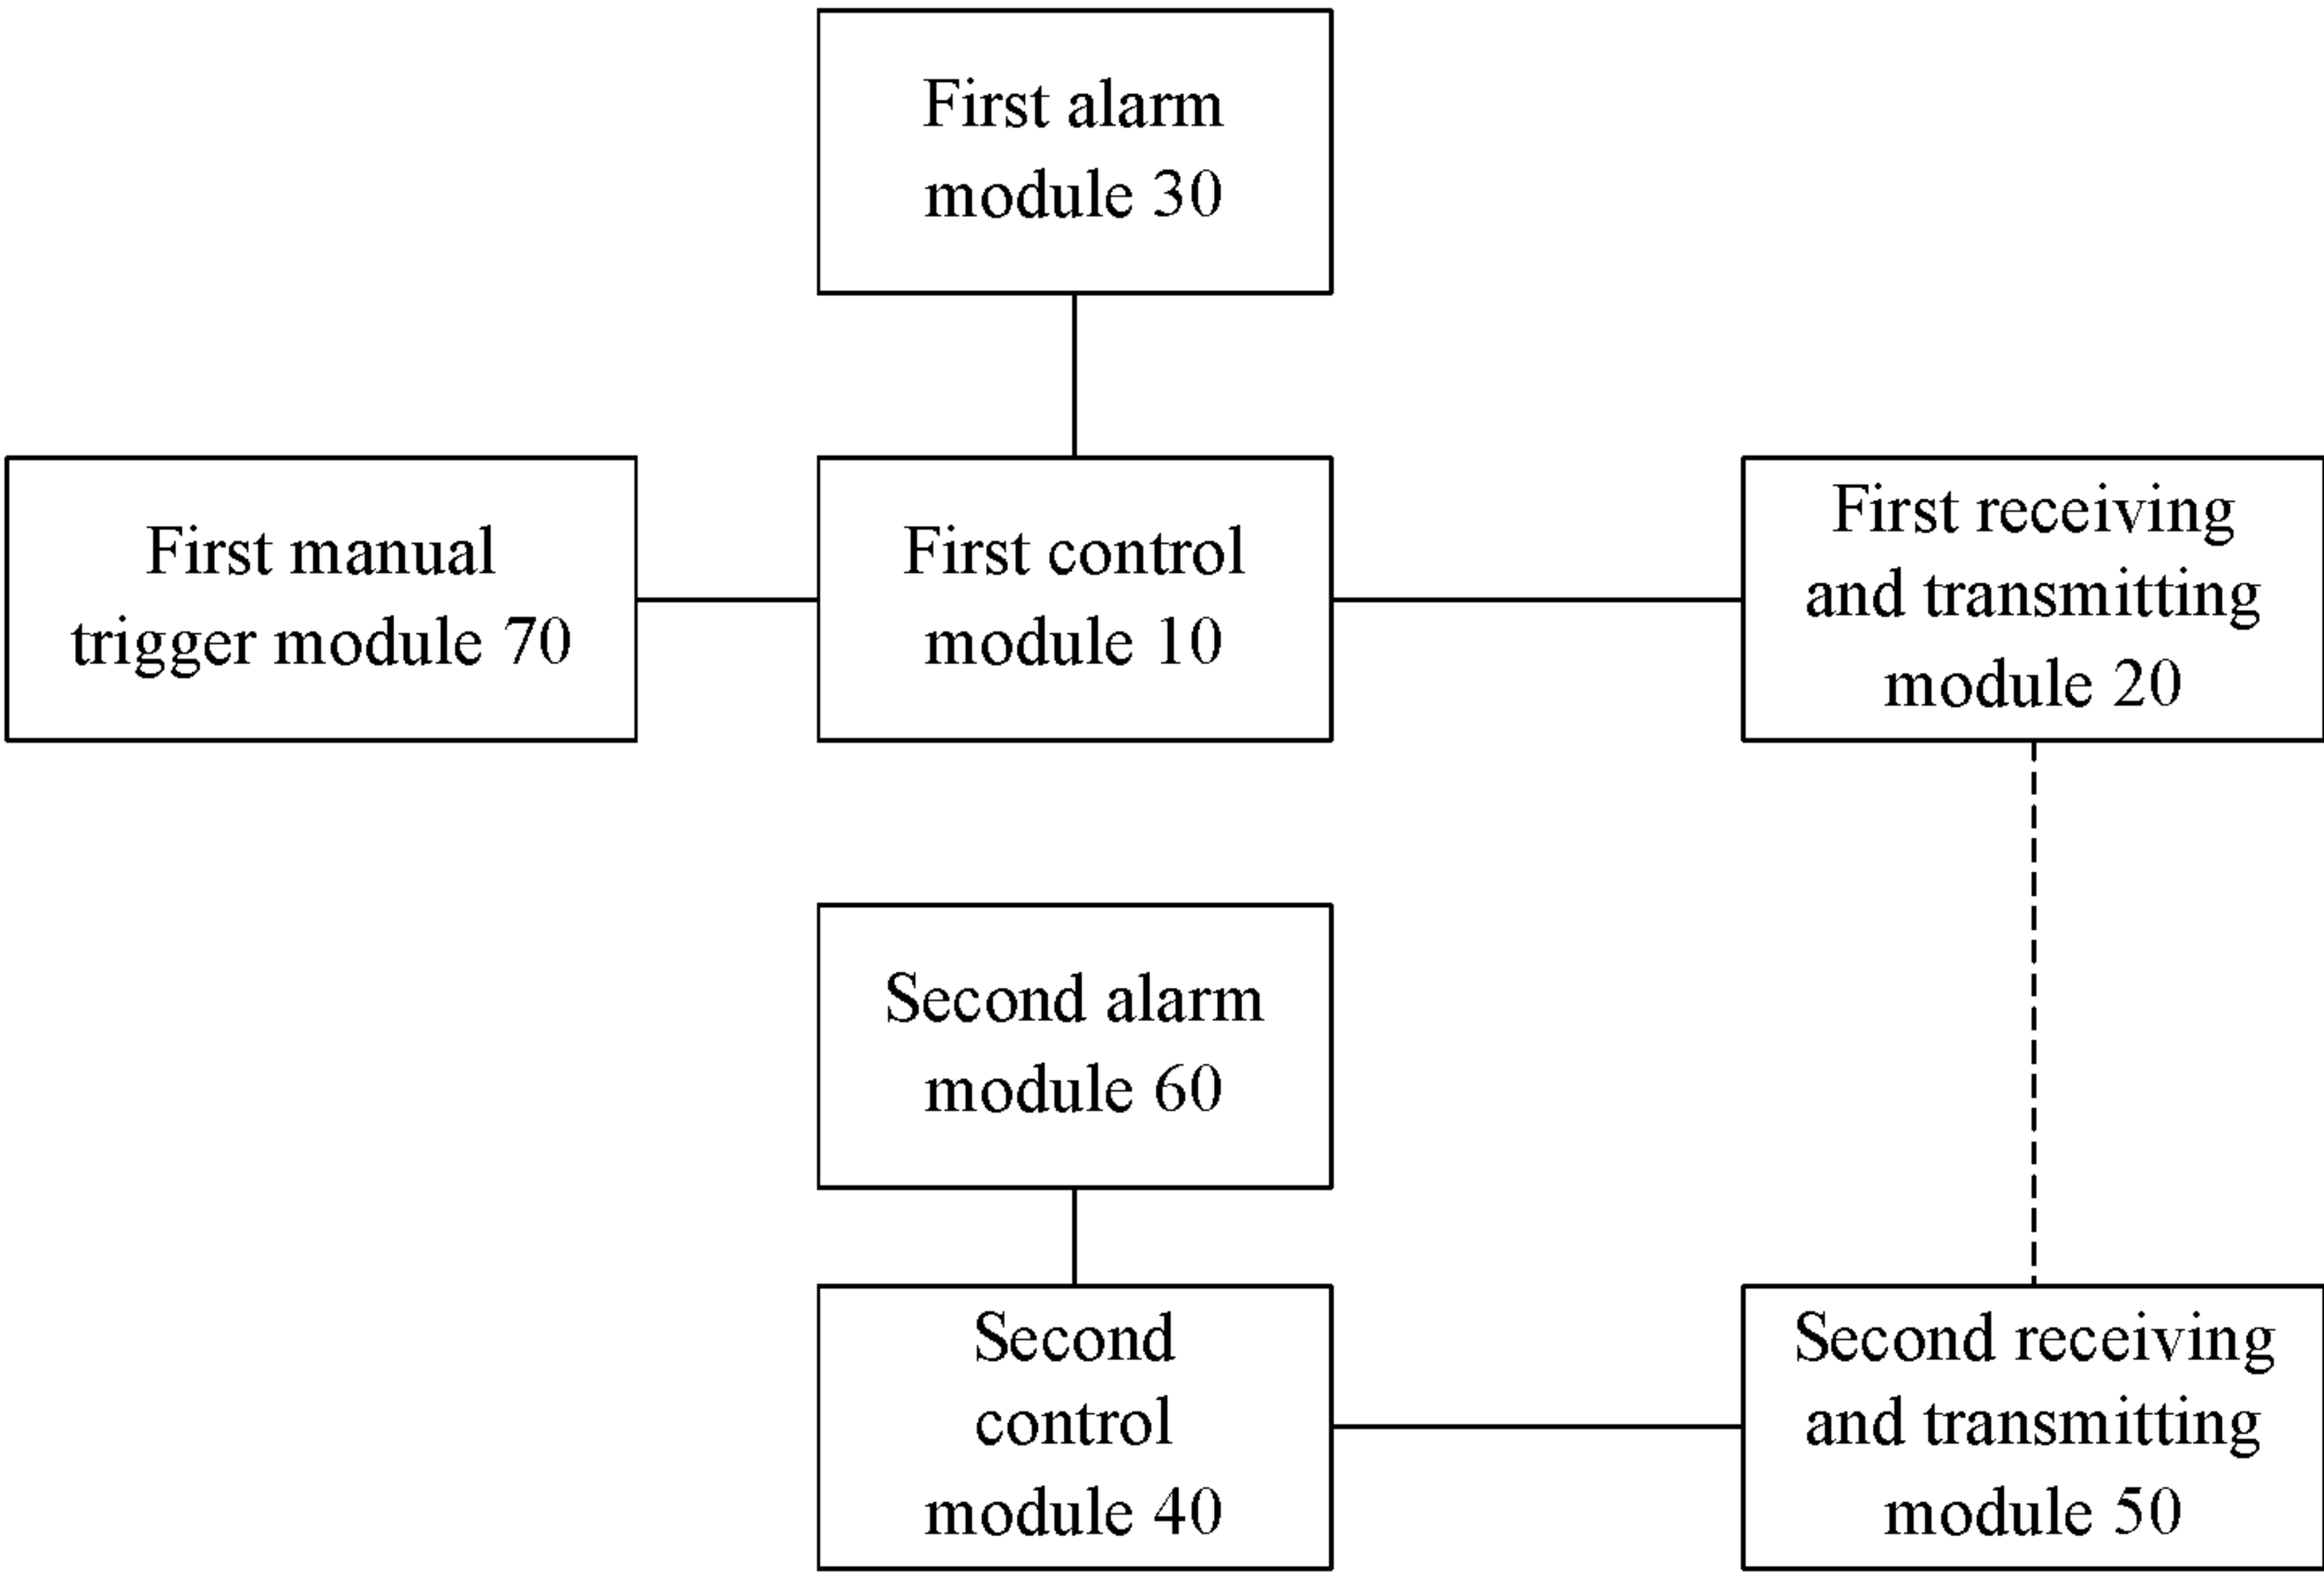 First alarm
module 30
First manual
trigger module 70
First control
module 10
First receiving
and transmitting
module 20
Second alarm
module 60
Second
control
module 40
Second receiving
and transmitting
module 50